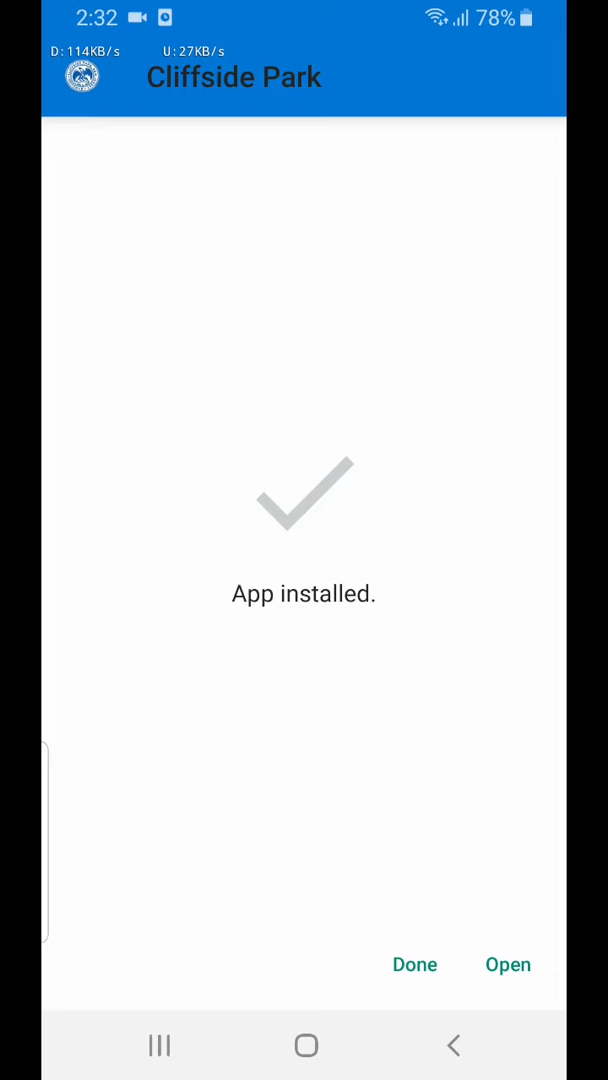 2:32 78%
D:114KB/s U:27KB/s
Cliffside Park
App installed.
Done Open